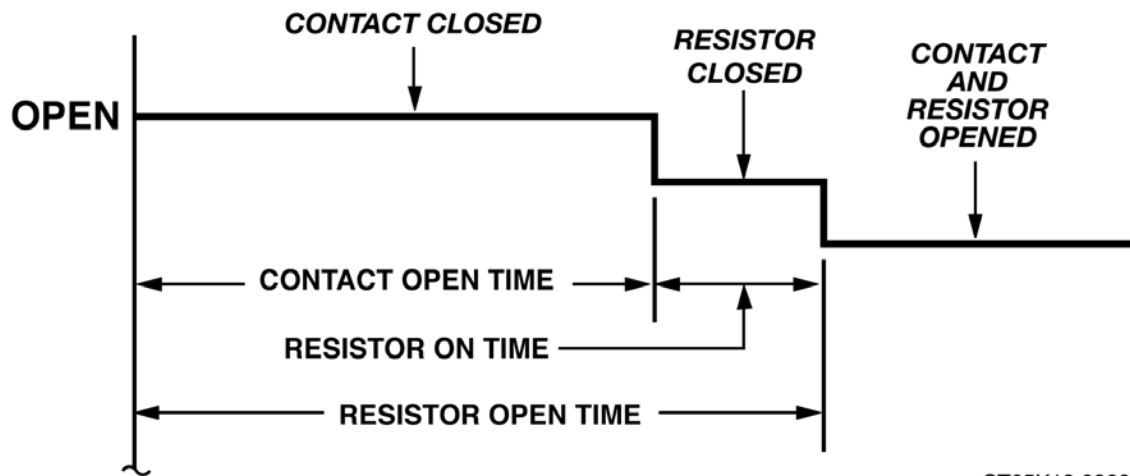 CONTACT CLOSED
RESISTOR
CLOSED
CONTACT
AND
RESISTOR
OPENED
OPEN
CONTACT OPEN TIME
RESISTOR ON TIME
RESISTOR OPEN TIME